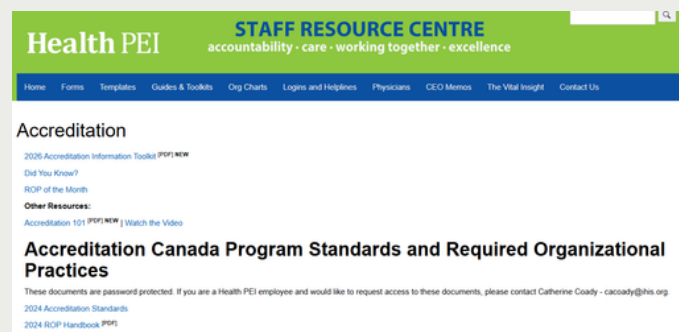 Health PEI
STAFF RESOURCE CENTRE
accountability · care · working together · excellence
Home Forms Templates Guides & Toolkits Org Charts Logins and Helplines Physicians CEO Memos The Vital Insight Contact Us
Accreditation
2026 Accreditation Information Toolkit [PDF] NEW
Did You Know?
ROP of the Month
Other Resources:
Accreditation 101 [PDF] NEW | Watch the Video
Accreditation Canada Program Standards and Required Organizational
Practices
These documents are password protected. If you are a Health PEI employee and would like to request access to these documents, please contact Catherine Coady - cacoady@ihis.org
2024 Accreditation Standards
2024 ROP Handbook [PDF]